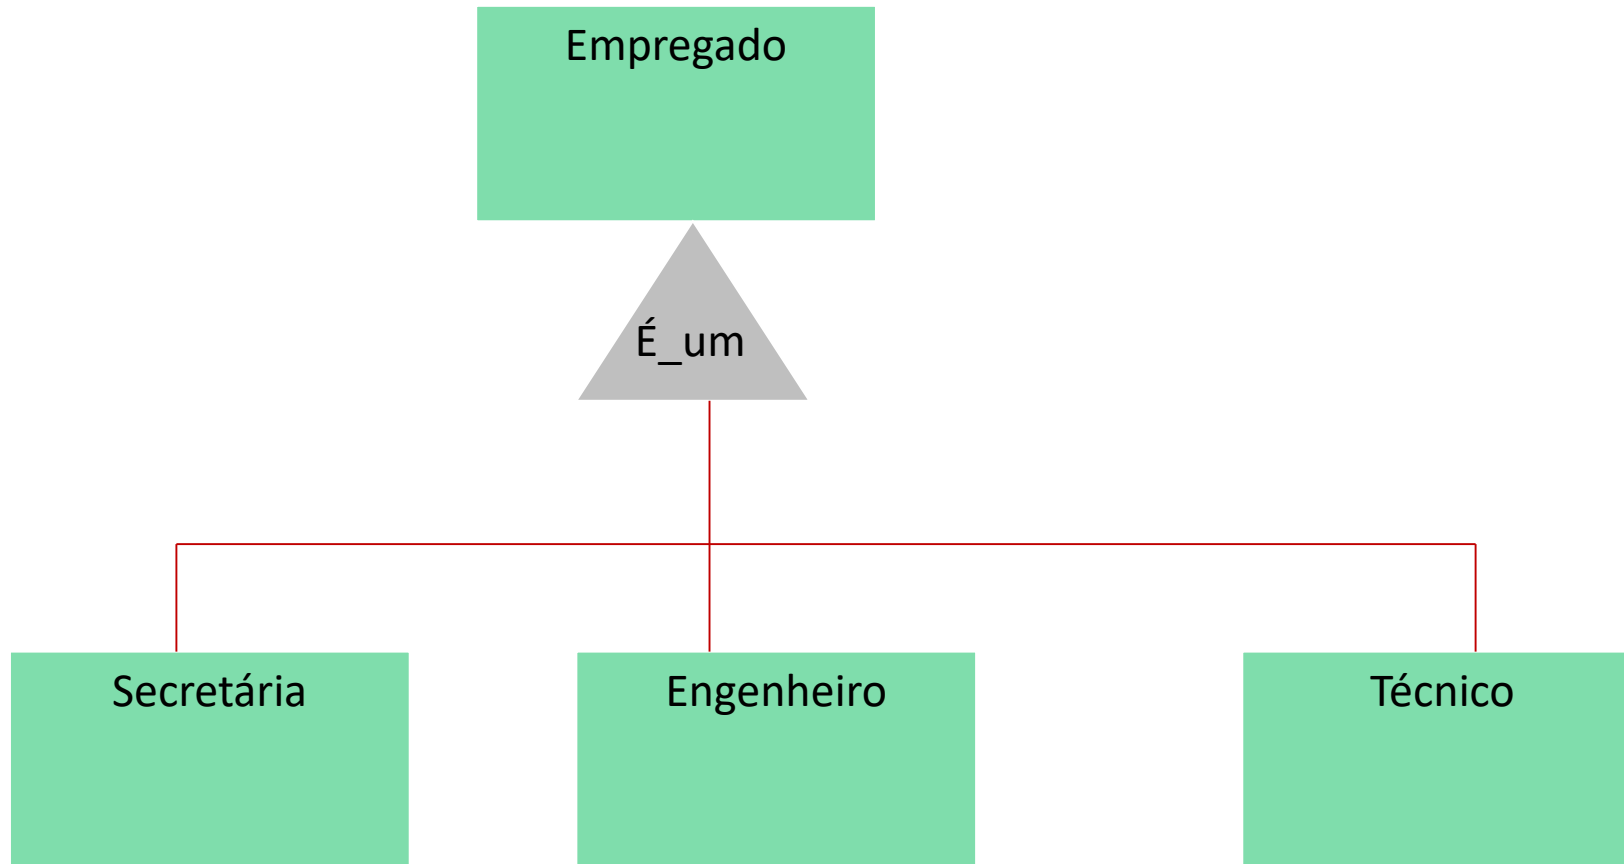 Empregado
É_um
Secretária
Engenheiro
Técnico